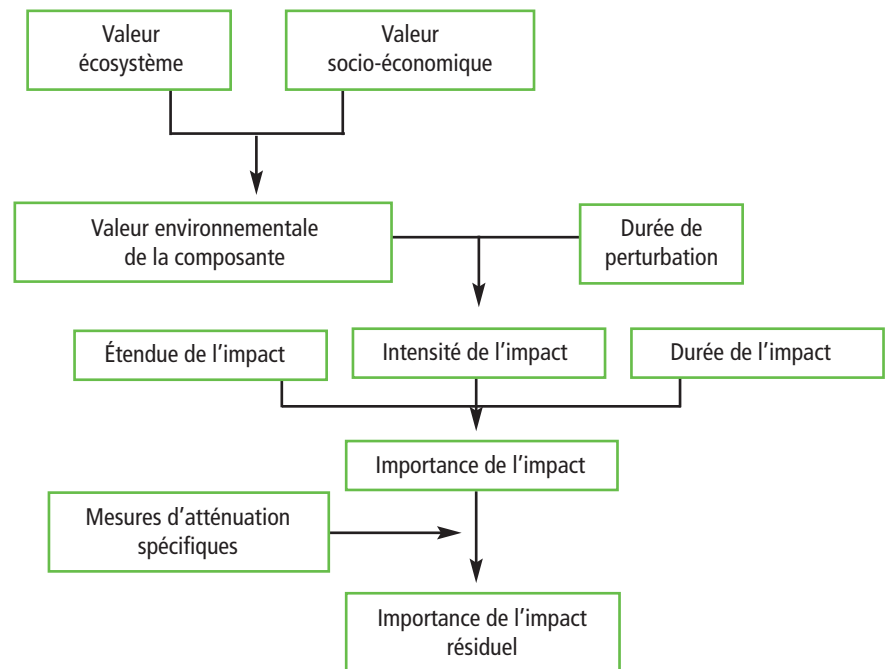 Valeur
écosystème
Valeur
socio-économique
Valeur environnementale
de la composante
Durée de
perturbation
Étendue de l’impact
Intensité de l’impact
Durée de l’impact
Importance de l’impact
Mesures d’atténuation
spécifiques
Importance de l’impact
résiduel